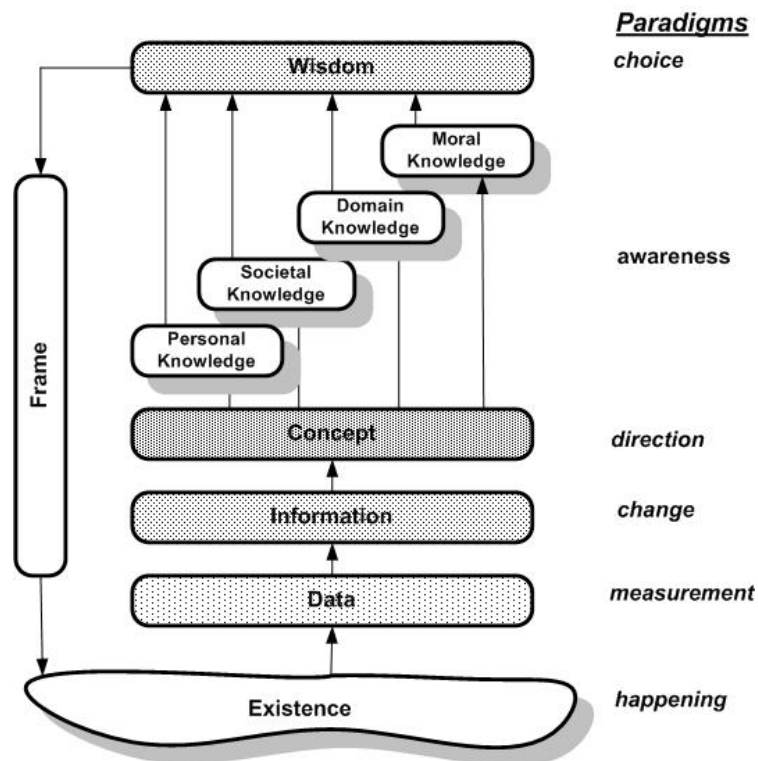 Paradigms
Wisdom
choice
Moral
Knowledge
Domain
Knowledge
awareness
Societal
Knowledge
Personal
Knowledge
Frame
Concept
direction
Information
change
Data
measurement
Existence
happening